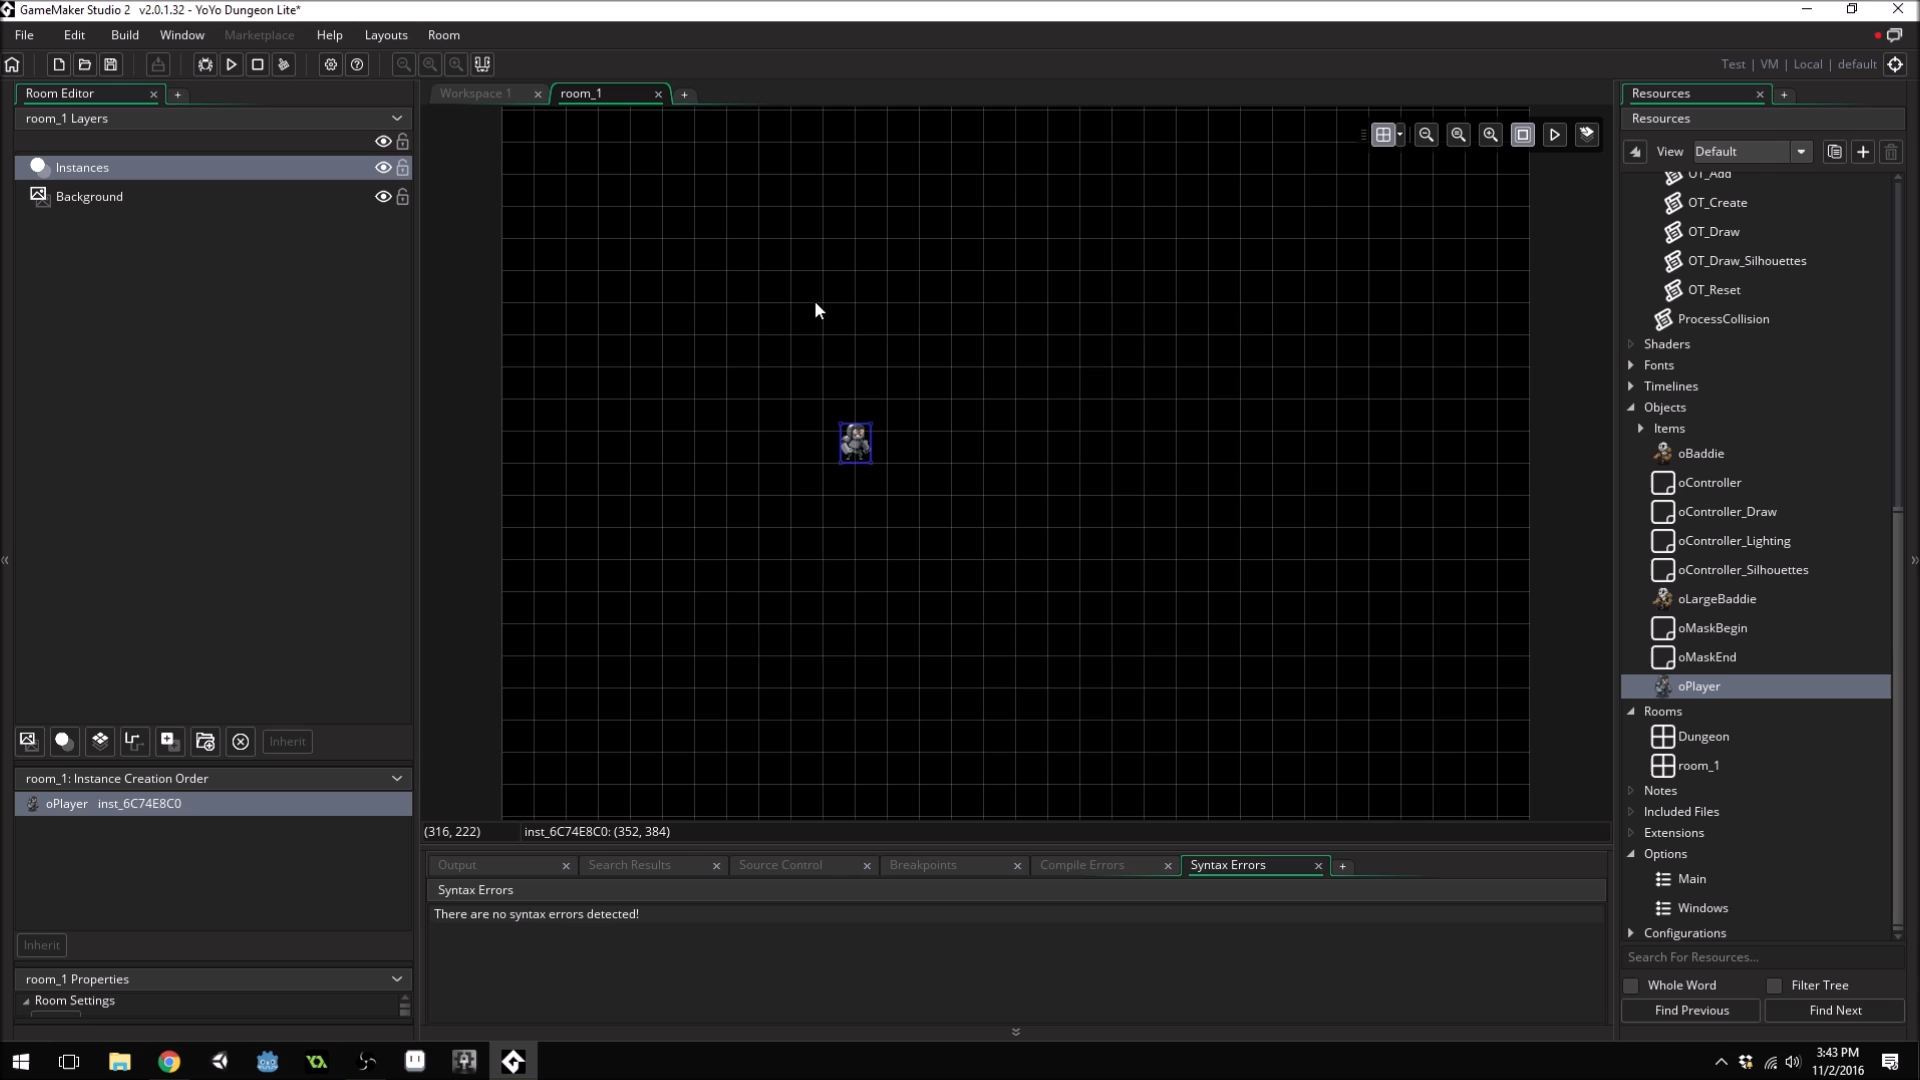 GameMaker Studio 2   v2.0.1.32 - YoYo Dungeon Lite*
File Edit Build Window Marketplace Help Layouts Room
Test | VM | Local | default
Room Editor
Workspace 1
room_1
Resources
room_1 Layers
Resources
View Default
Instances
Background
OT_Add
OT_Create
OT_Draw
OT_Draw_Silhouettes
OT_Reset
ProcessCollision
Shaders
Fonts
Timelines
Objects
Items
oBaddie
oController
oController_Draw
oController_Lighting
oController_Silhouettes
oLargeBaddie
oMaskBegin
oMaskEnd
oPlayer
Rooms
Dungeon
room_1
Notes
Included Files
Extensions
Options
Main
Windows
Configurations
Search For Resources...
Whole Word
Filter Tree
Find Previous
Find Next
Inherit
room_1: Instance Creation Order
oPlayer inst_6C74E8C0
Inherit
room_1 Properties
Room Settings
(316, 222)
inst_6C74E8C0: (352, 384)
Output
Search Results
Source Control
Breakpoints
Compile Errors
Syntax Errors
Syntax Errors
There are no syntax errors detected!
3:43 PM
11/2/2016